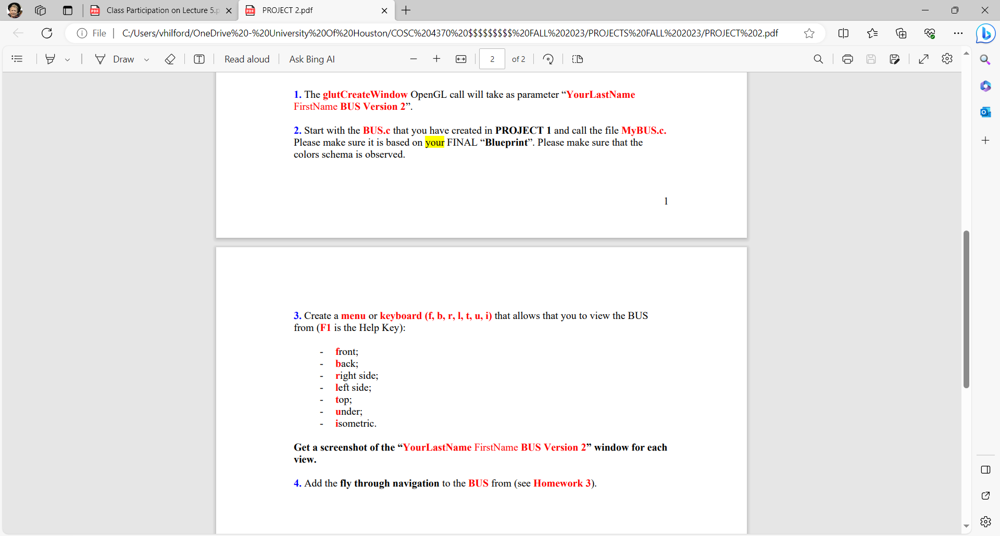 Class Participation on Lecture 5.p
PROJECT 2.pdf
File
C:/Users/vhilford/OneDrive%20-%20University%20Of%20Houston/COSC%204370%20$$$$$$$$$%20FALL%202023/PROJECTS%20FALL%202023/PROJECT%202.pdf
Draw
Read aloud
Ask Bing AI
2
of 2
1. The glutCreateWindow OpenGL call will take as parameter “YourLastName
FirstName BUS Version 2”.
2. Start with the BUS.c that you have created in PROJECT 1 and call the file MyBUS.c.
Please make sure it is based on your FINAL “Blueprint”. Please make sure that the
colors schema is observed.
1
3. Create a menu or keyboard (f, b, r, l, t, u, i) that allows that you to view the BUS
from (F1 is the Help Key):
- front;
- back;
- right side;
- left side;
- top;
- under;
- isometric.
Get a screenshot of the “YourLastName FirstName BUS Version 2” window for each
view.
4. Add the fly through navigation to the BUS from (see Homework 3).